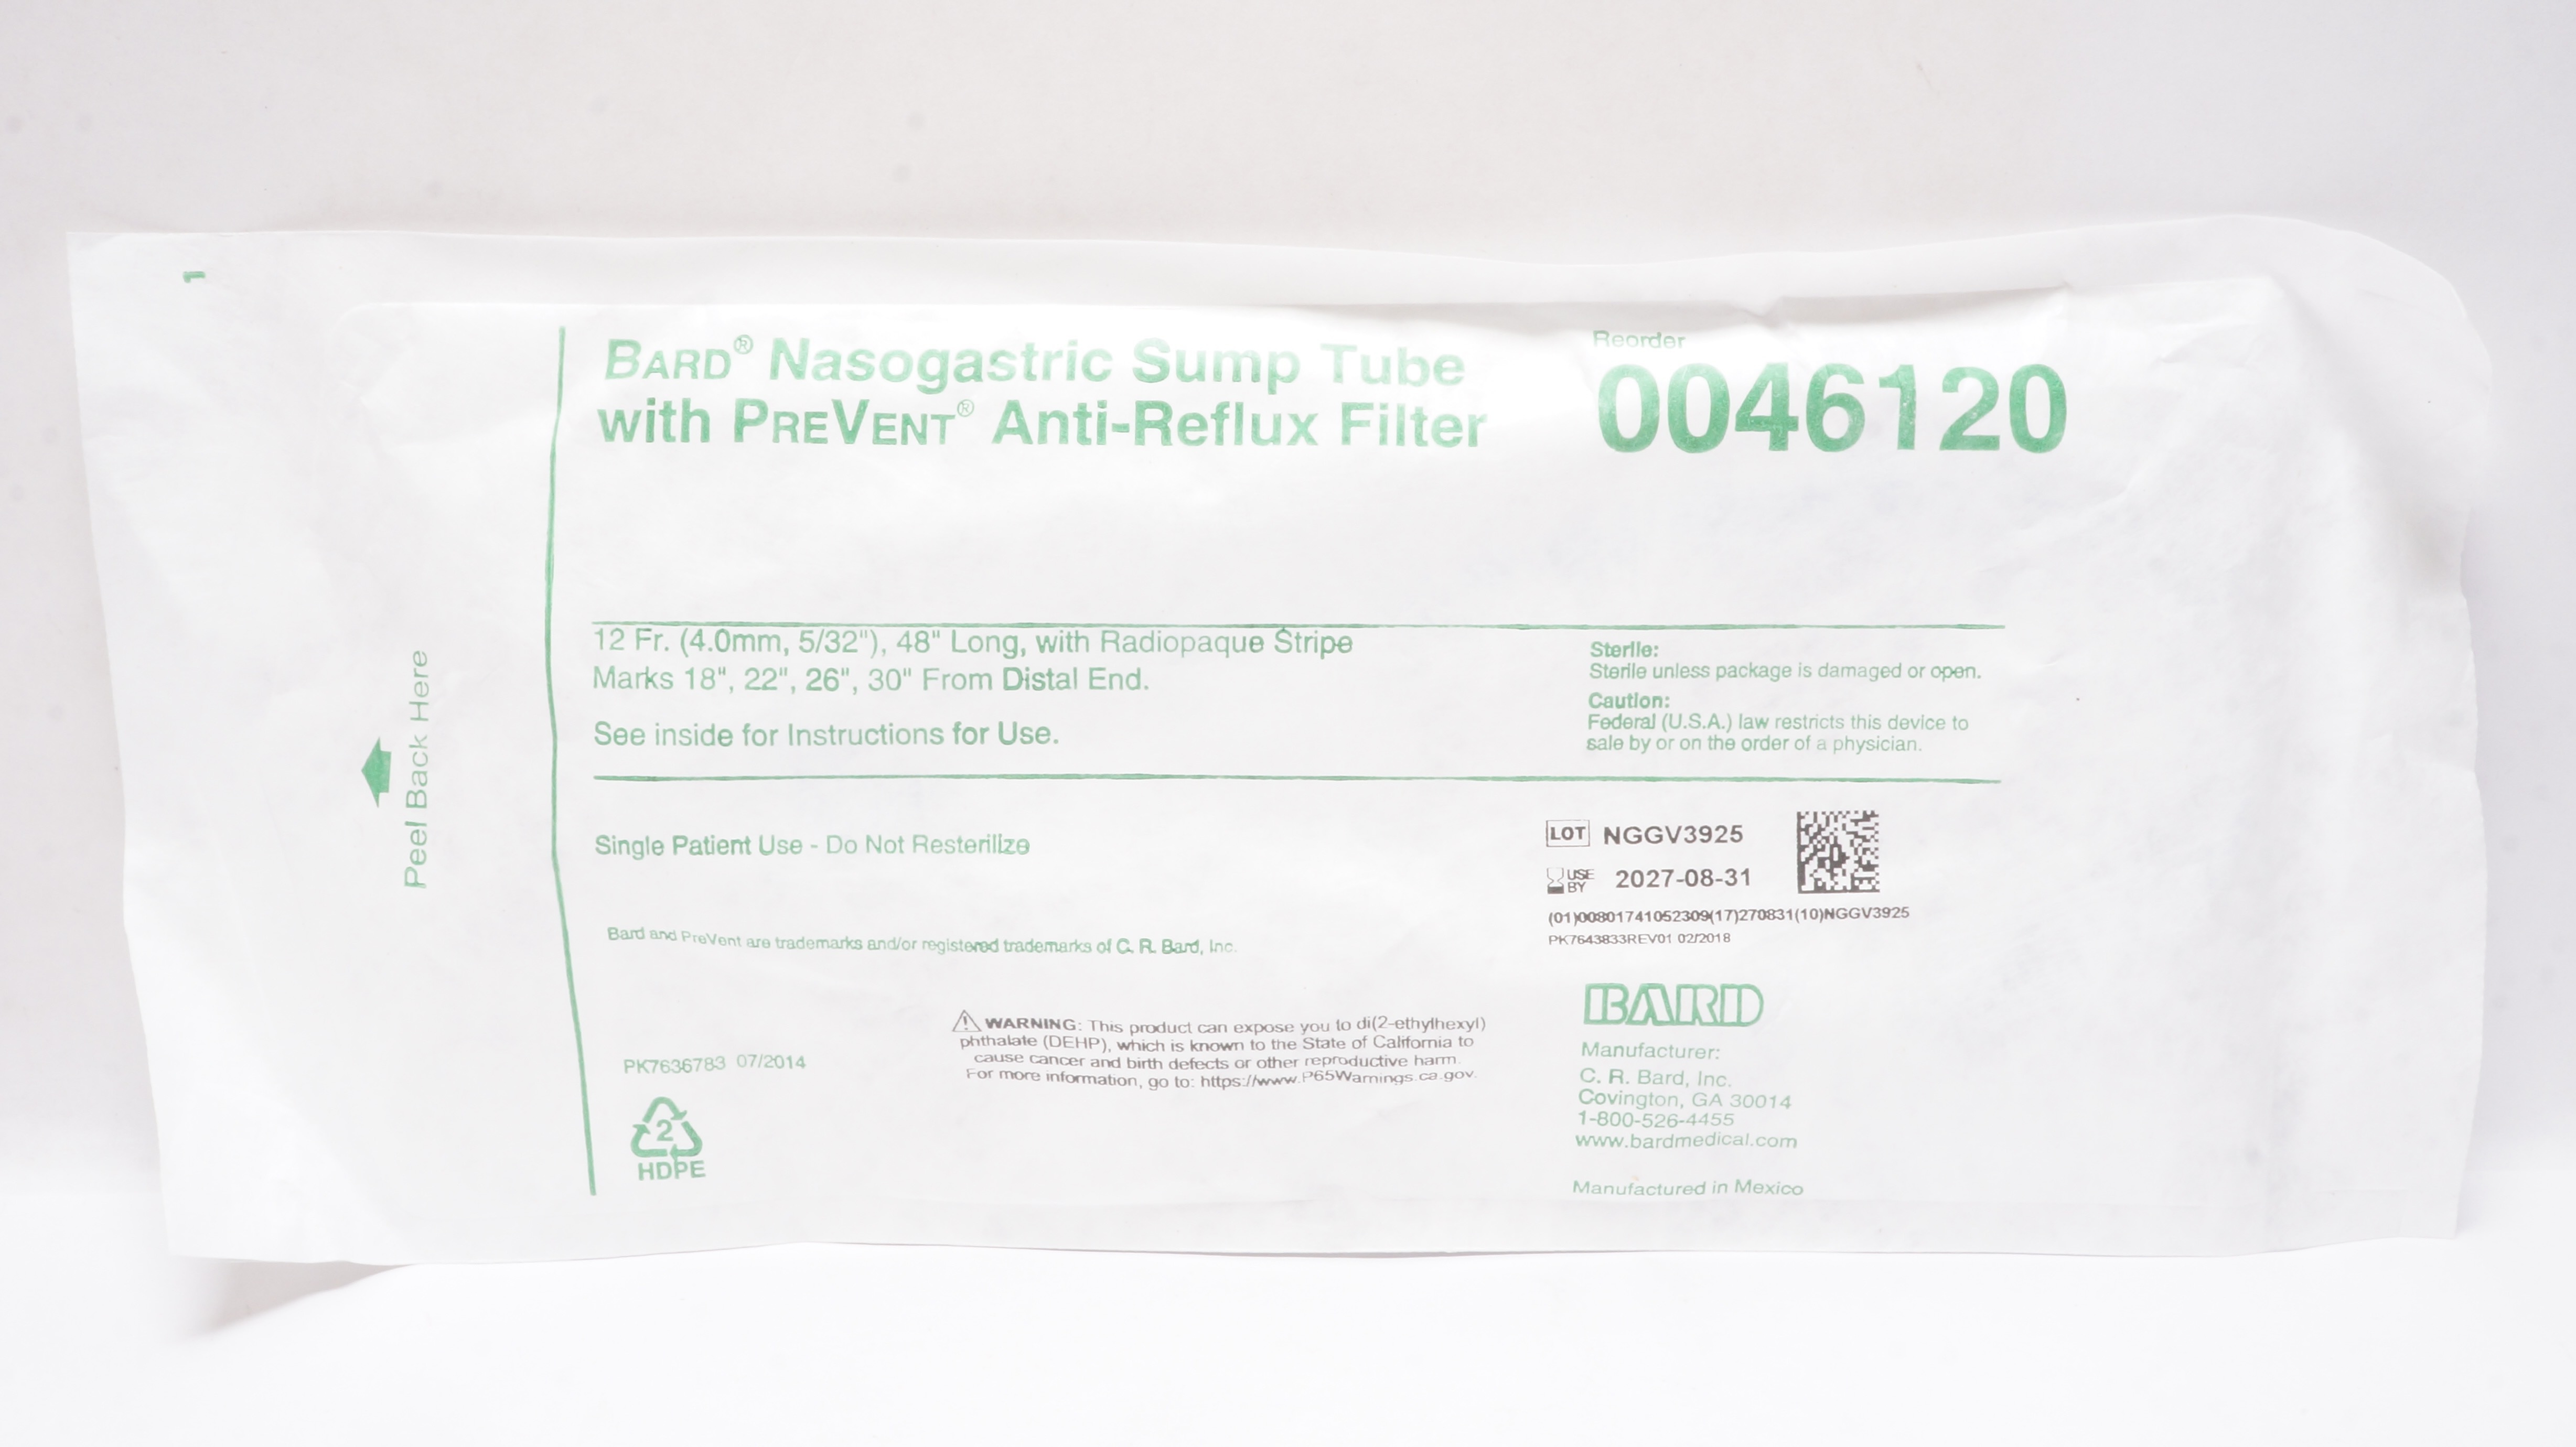 1
BARD® Nasogastric Sump Tube
with PREVENT® Anti-Reflux Filter
Reorder
0046120
Peel Back Here
12 Fr. (4.0mm, 5/32"), 48" Long, with Radiopaque Stripe
Marks 18", 22", 26", 30" From Distal End.
See inside for Instructions for Use.
Sterile:
Sterile unless package is damaged or open.
Caution:
Federal (U.S.A.) law restricts this device to
sale by or on the order of a physician.
Single Patient Use - Do Not Resterilize
LOT NGGV3925
USE BY 2027-08-31
(01)00801741052309(17)270831(10)NGGV3925
PK7643833REV01 02/2018
Bard and PreVent are trademarks and/or registered trademarks of C. R. Bard, Inc.
WARNING: This product can expose you to di(2-ethylhexyl)
phthalate (DEHP), which is known to the State of California to
cause cancer and birth defects or other reproductive harm.
For more information, go to: https://www.P65Warnings.ca.gov.
PK7636783 07/2014
2
HDPE
BARD
Manufacturer:
C. R. Bard, Inc.
Covington, GA 30014
1-800-526-4455
www.bardmedical.com
Manufactured in Mexico